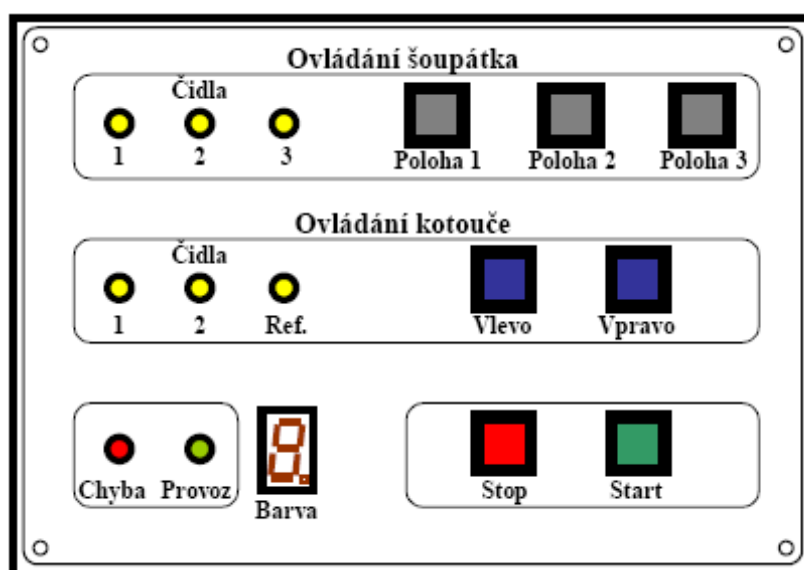 Ovládání šoupátka
Čidla
1 2 3 Poloha 1 Poloha 2 Poloha 3
Ovládání kotouče
Čidla
1 2 Ref. Vlevo Vpravo
8.
Chyba Provoz Barva Stop Start